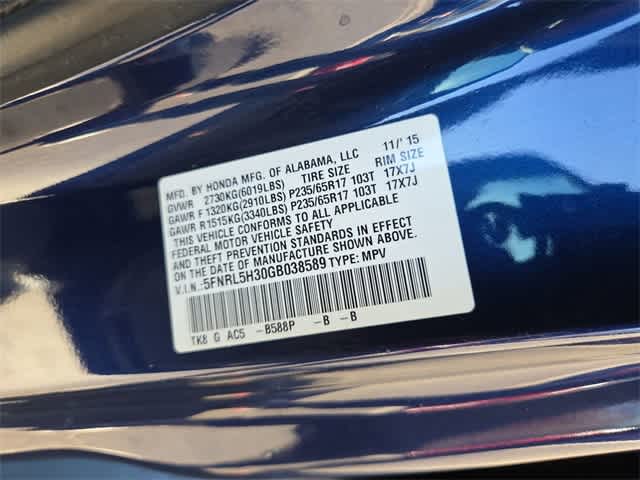 MFD. BY HONDA MFG. OF ALABAMA, LLC 11/'15
GVWR 2730KG(6019LBS) TIRE SIZE RIM SIZE
GAWR F 1320KG(2910LBS) P235/65R17 103T 17X7J
GAWR R1515KG(3340LBS) P235/65R17 103T 17X7J
THIS VEHICLE CONFORMS TO ALL APPLICABLE
FEDERAL MOTOR VEHICLE SAFETY
AND THEFT PREVENTION STANDARDS IN EFFECT
ON THE DATE OF MANUFACTURE SHOWN ABOVE.
V.I.N.: 5FNRL5H30GB038589 TYPE: MPV
TK8 G AC5 -B588P -B -B